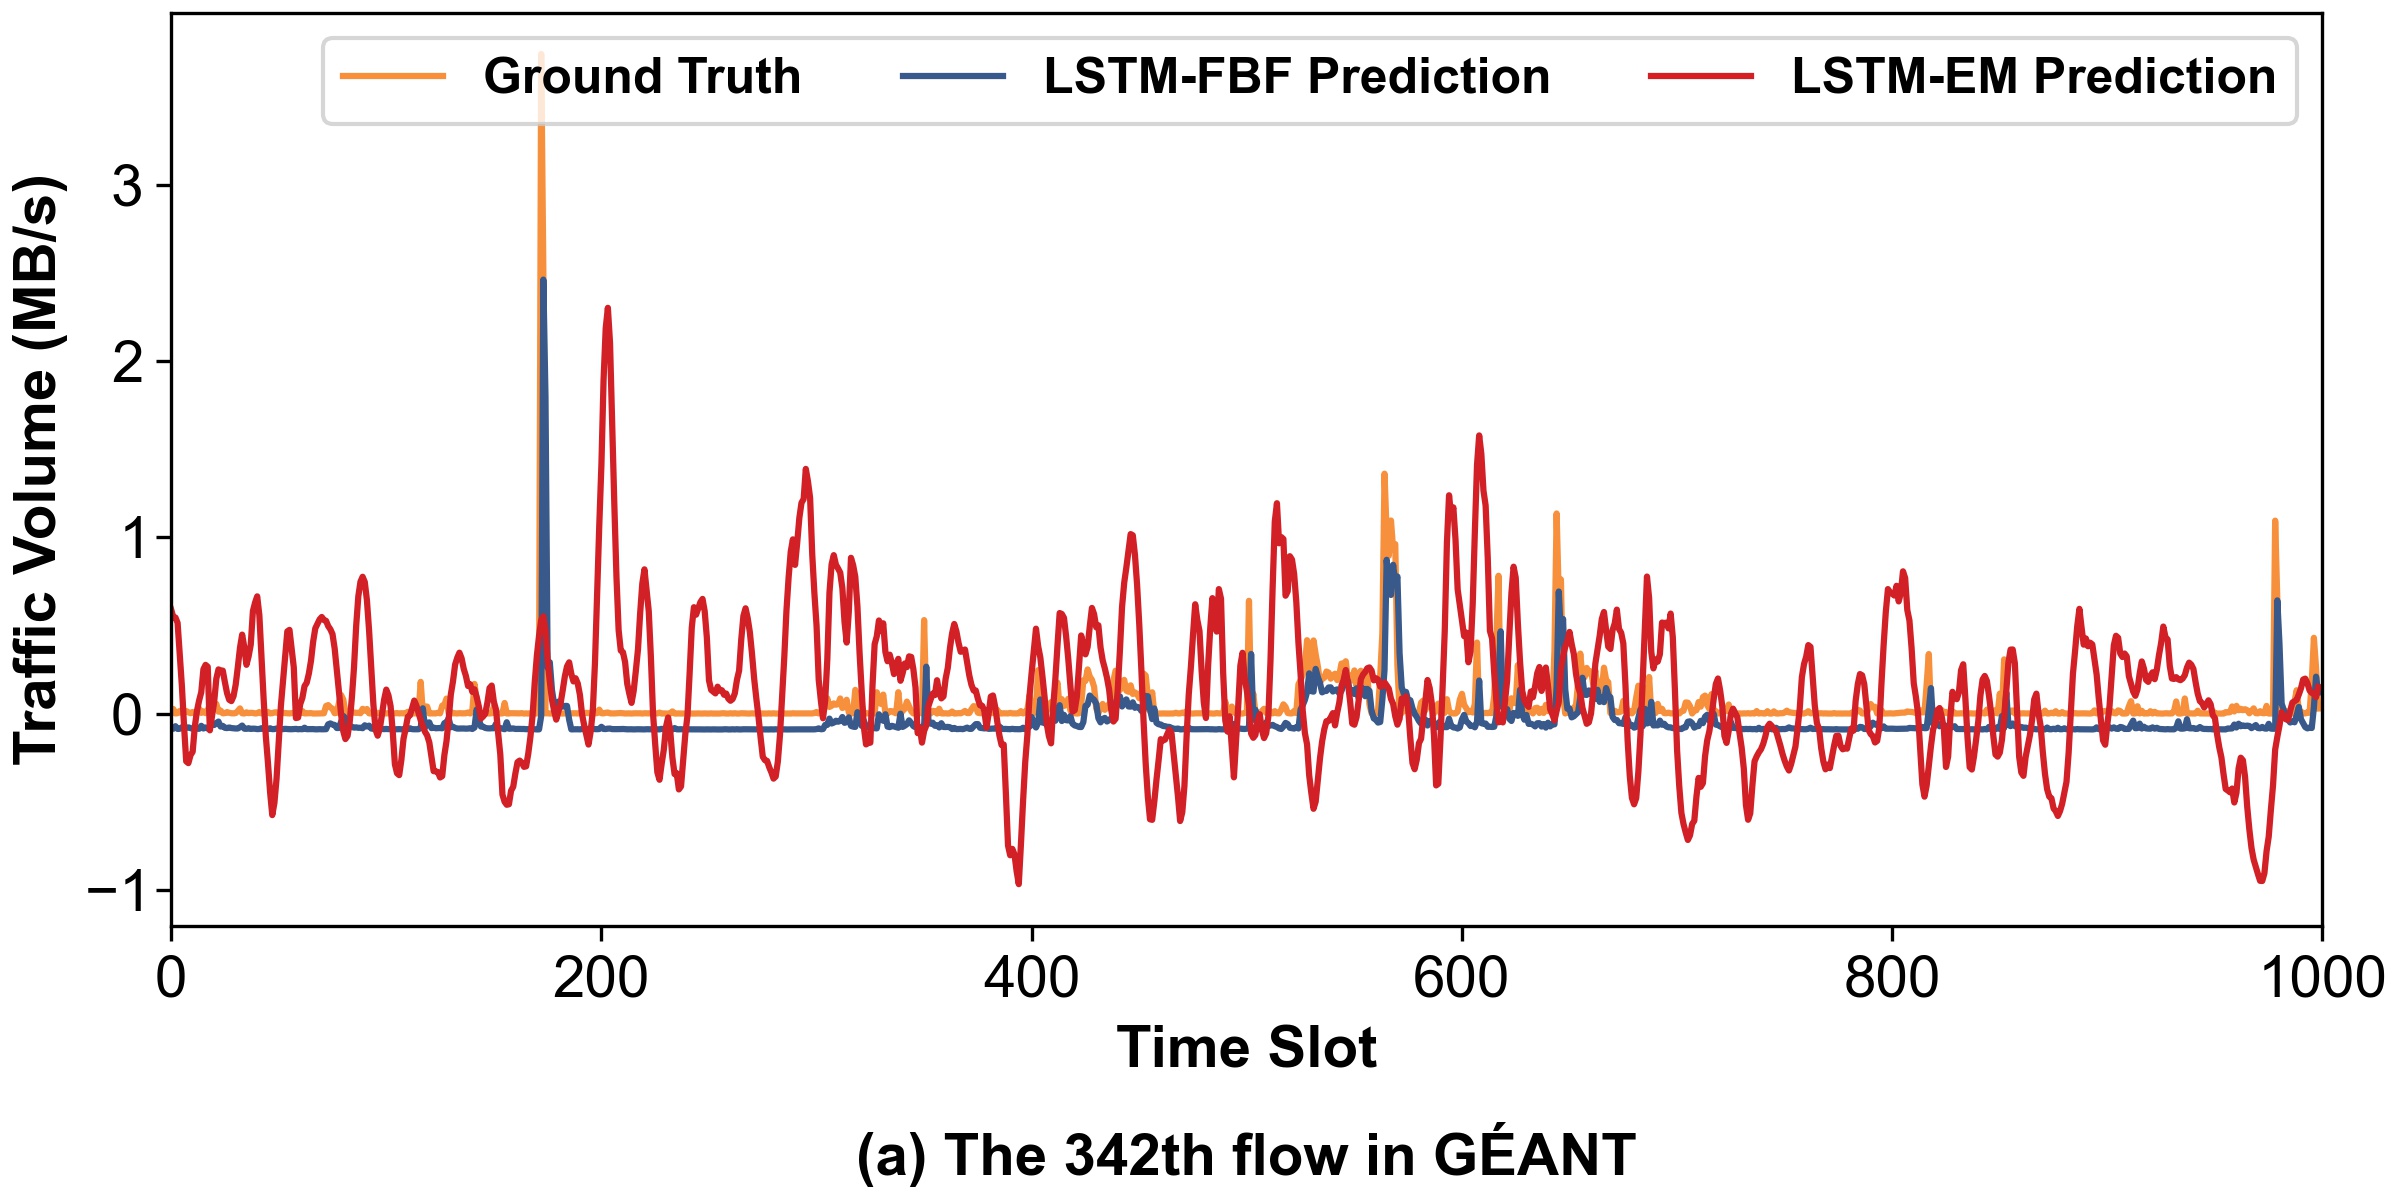 Ground Truth LSTM-FBF Prediction LSTM-EM Prediction
Traffic Volume (MB/s)
3
2
1
0
−1
0 200 400 600 800 1000
Time Slot
(a) The 342th flow in GÉANT